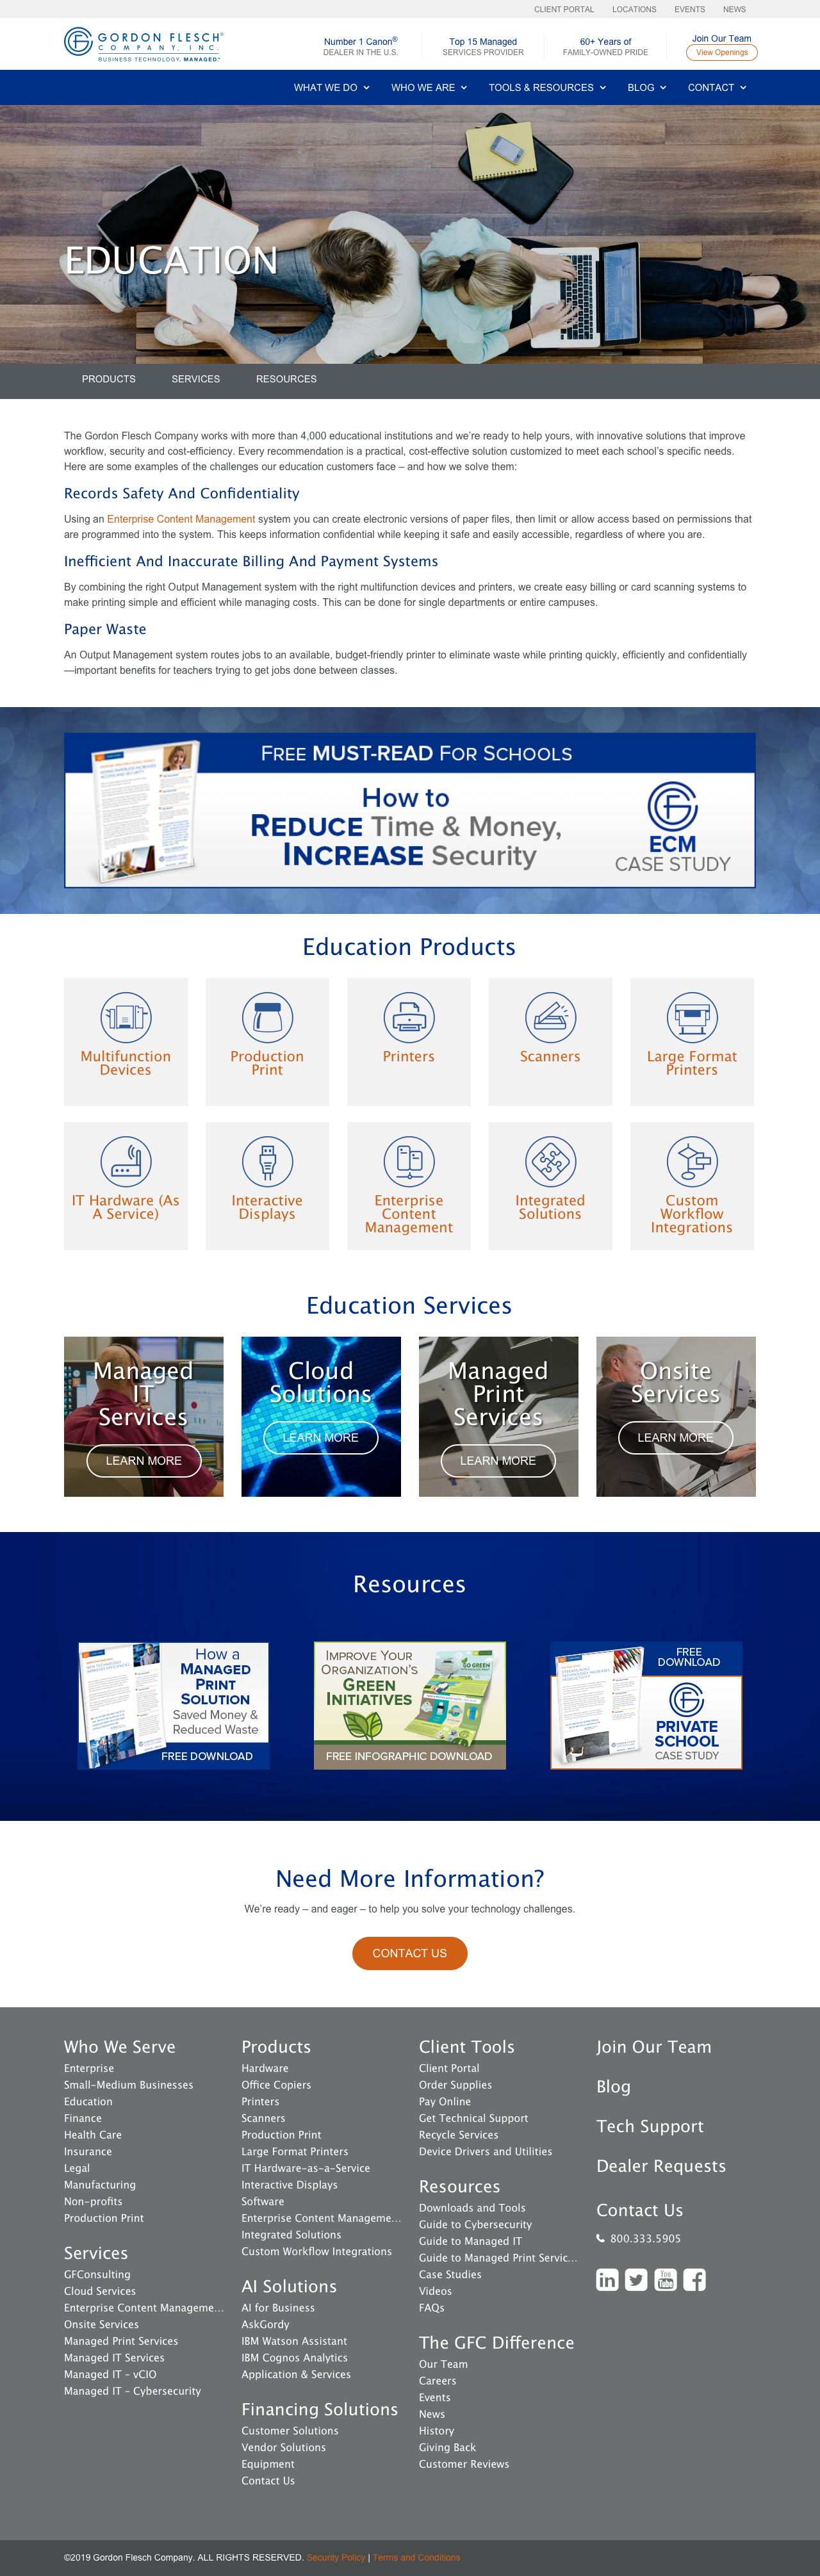 CLIENT PORTAL LOCATIONS EVENTS NEWS
GORDON FLESCH®
COMPANY, INC.
BUSINESS TECHNOLOGY. MANAGED.℠
Number 1 Canon®
DEALER IN THE U.S.
Top 15 Managed
SERVICES PROVIDER
60+ Years of
FAMILY-OWNED PRIDE
Join Our Team
View Openings
WHAT WE DO WHO WE ARE TOOLS & RESOURCES BLOG CONTACT
EDUCATION
PRODUCTS SERVICES RESOURCES
The Gordon Flesch Company works with more than 4,000 educational institutions and we're ready to help yours, with innovative solutions that improve
workflow, security and cost-efficiency. Every recommendation is a practical, cost-effective solution customized to meet each school's specific needs.
Here are some examples of the challenges our education customers face – and how we solve them:
Records Safety And Confidentiality
Using an Enterprise Content Management system you can create electronic versions of paper files, then limit or allow access based on permissions that
are programmed into the system. This keeps information confidential while keeping it safe and easily accessible, regardless of where you are.
Inefficient And Inaccurate Billing And Payment Systems
By combining the right Output Management system with the right multifunction devices and printers, we create easy billing or card scanning systems to
make printing simple and efficient while managing costs. This can be done for single departments or entire campuses.
Paper Waste
An Output Management system routes jobs to an available, budget-friendly printer to eliminate waste while printing quickly, efficiently and confidentially
—important benefits for teachers trying to get jobs done between classes.
FREE MUST-READ FOR SCHOOLS
How to
REDUCE Time & Money,
INCREASE Security
ECM
CASE STUDY
Education Products
Multifunction
Devices
Production
Print
Printers
Scanners
Large Format
Printers
IT Hardware (As
A Service)
Interactive
Displays
Enterprise
Content
Management
Integrated
Solutions
Custom
Workflow
Integrations
Education Services
Managed
IT
Services
LEARN MORE
Cloud
Solutions
LEARN MORE
Managed
Print
Services
LEARN MORE
Onsite
Services
LEARN MORE
Resources
How a
MANAGED
PRINT
SOLUTION
Saved Money &
Reduced Waste
FREE DOWNLOAD
IMPROVE YOUR
ORGANIZATION'S
GREEN
INITIATIVES
GO GREEN
FREE INFOGRAPHIC DOWNLOAD
FREE
DOWNLOAD
PRIVATE
SCHOOL
CASE STUDY
Need More Information?
We're ready – and eager – to help you solve your technology challenges.
CONTACT US
Who We Serve
Enterprise
Small-Medium Businesses
Education
Finance
Health Care
Insurance
Legal
Manufacturing
Non-profits
Production Print
Services
GFConsulting
Cloud Services
Enterprise Content Manageme...
Onsite Services
Managed Print Services
Managed IT Services
Managed IT - vCIO
Managed IT - Cybersecurity
Products
Hardware
Office Copiers
Printers
Scanners
Production Print
Large Format Printers
IT Hardware-as-a-Service
Interactive Displays
Software
Enterprise Content Manageme...
Integrated Solutions
Custom Workflow Integrations
AI Solutions
AI for Business
AskGordy
IBM Watson Assistant
IBM Cognos Analytics
Application & Services
Financing Solutions
Customer Solutions
Vendor Solutions
Equipment
Contact Us
Client Tools
Client Portal
Order Supplies
Pay Online
Get Technical Support
Recycle Services
Device Drivers and Utilities
Resources
Downloads and Tools
Guide to Cybersecurity
Guide to Managed IT
Guide to Managed Print Servic...
Case Studies
Videos
FAQs
The GFC Difference
Our Team
Careers
Events
News
History
Giving Back
Customer Reviews
Join Our Team
Blog
Tech Support
Dealer Requests
Contact Us
800.333.5905
in
You
Tube
©2019 Gordon Flesch Company. ALL RIGHTS RESERVED. Security Policy | Terms and Conditions